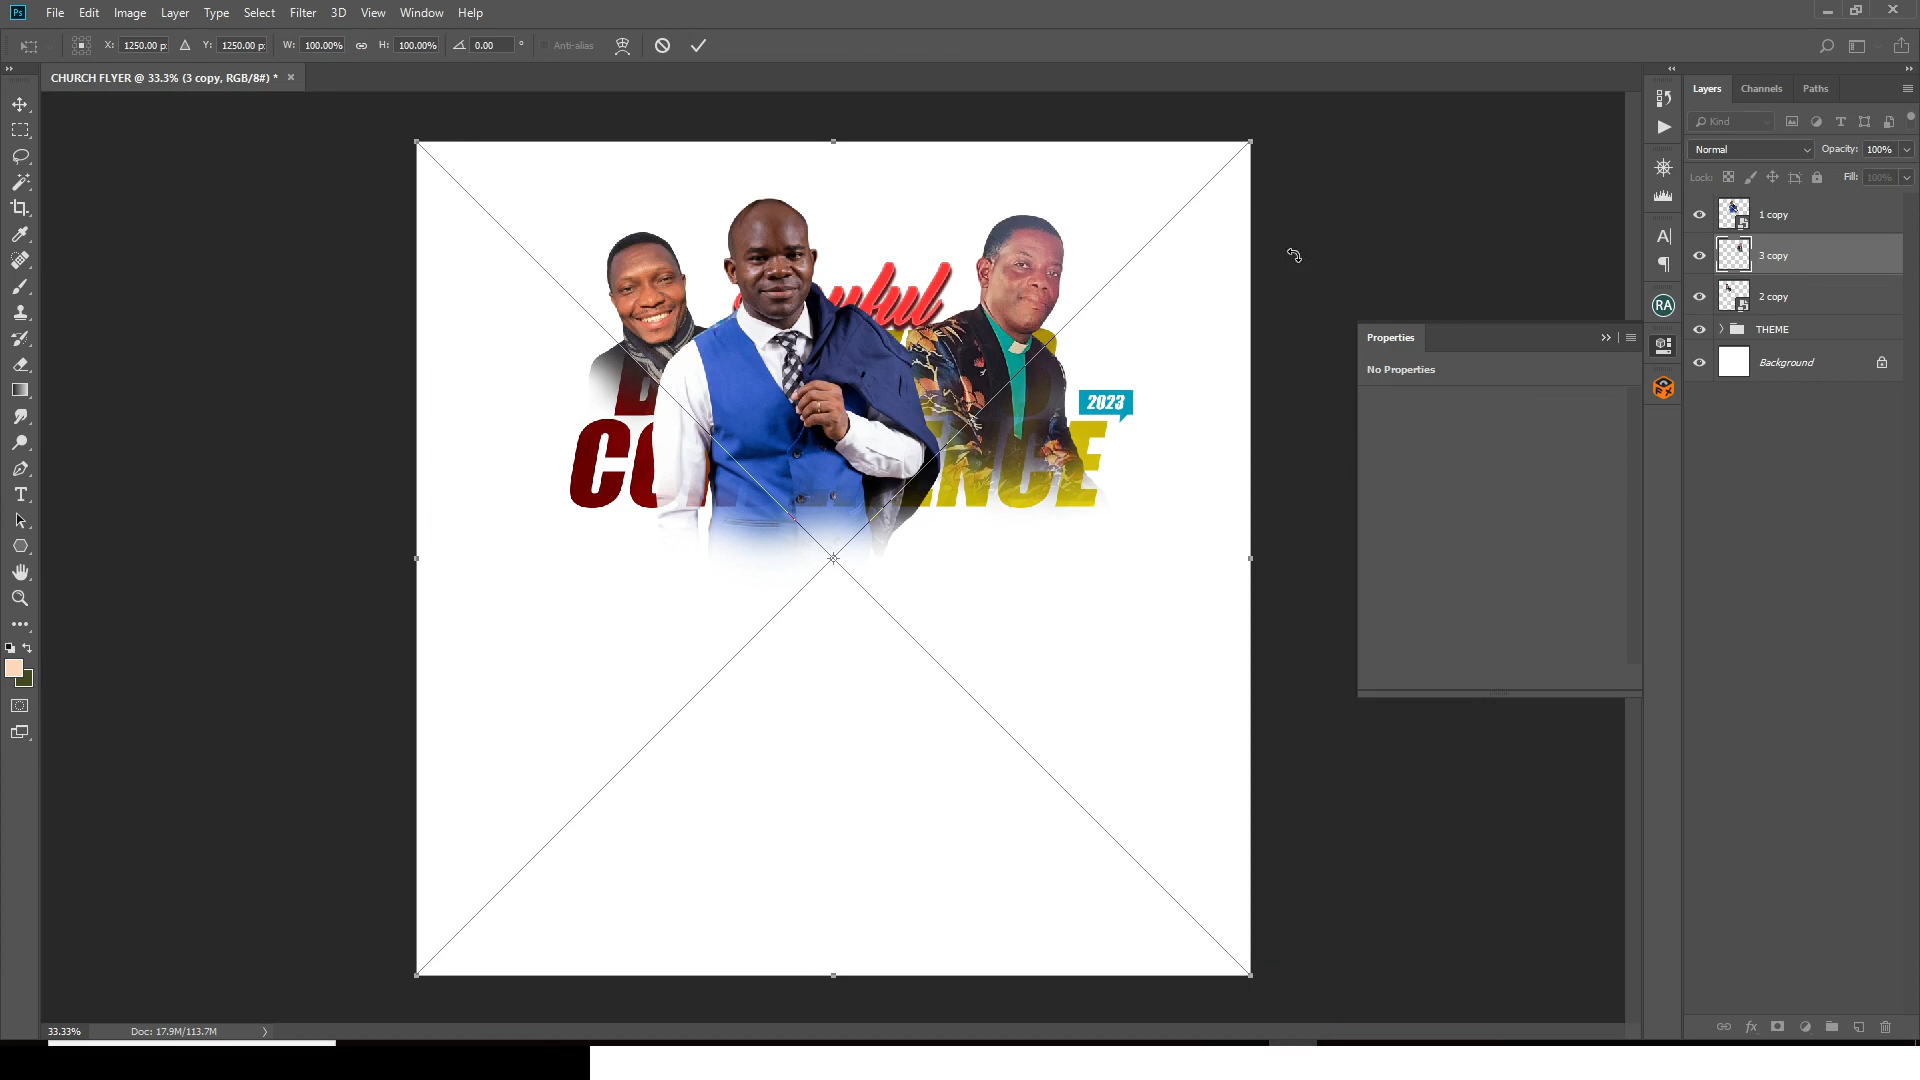 Ps File Edit Image Layer Type Select Filter 3D View Window Help
X: 1250.00 p: Y: 1250.00 p: W: 100.00% H: 100.00% 0.00 ° Anti-alias
CHURCH FLYER @ 33.3% (3 copy, RGB/8#) * ×
Layers Channels Paths
Kind
Normal Opacity: 100%
Lock: Fill: 100%
1 copy
3 copy
2 copy
THEME
Background
Properties
No Properties
RA
2023
33.33% Doc: 17.9M/113.7M